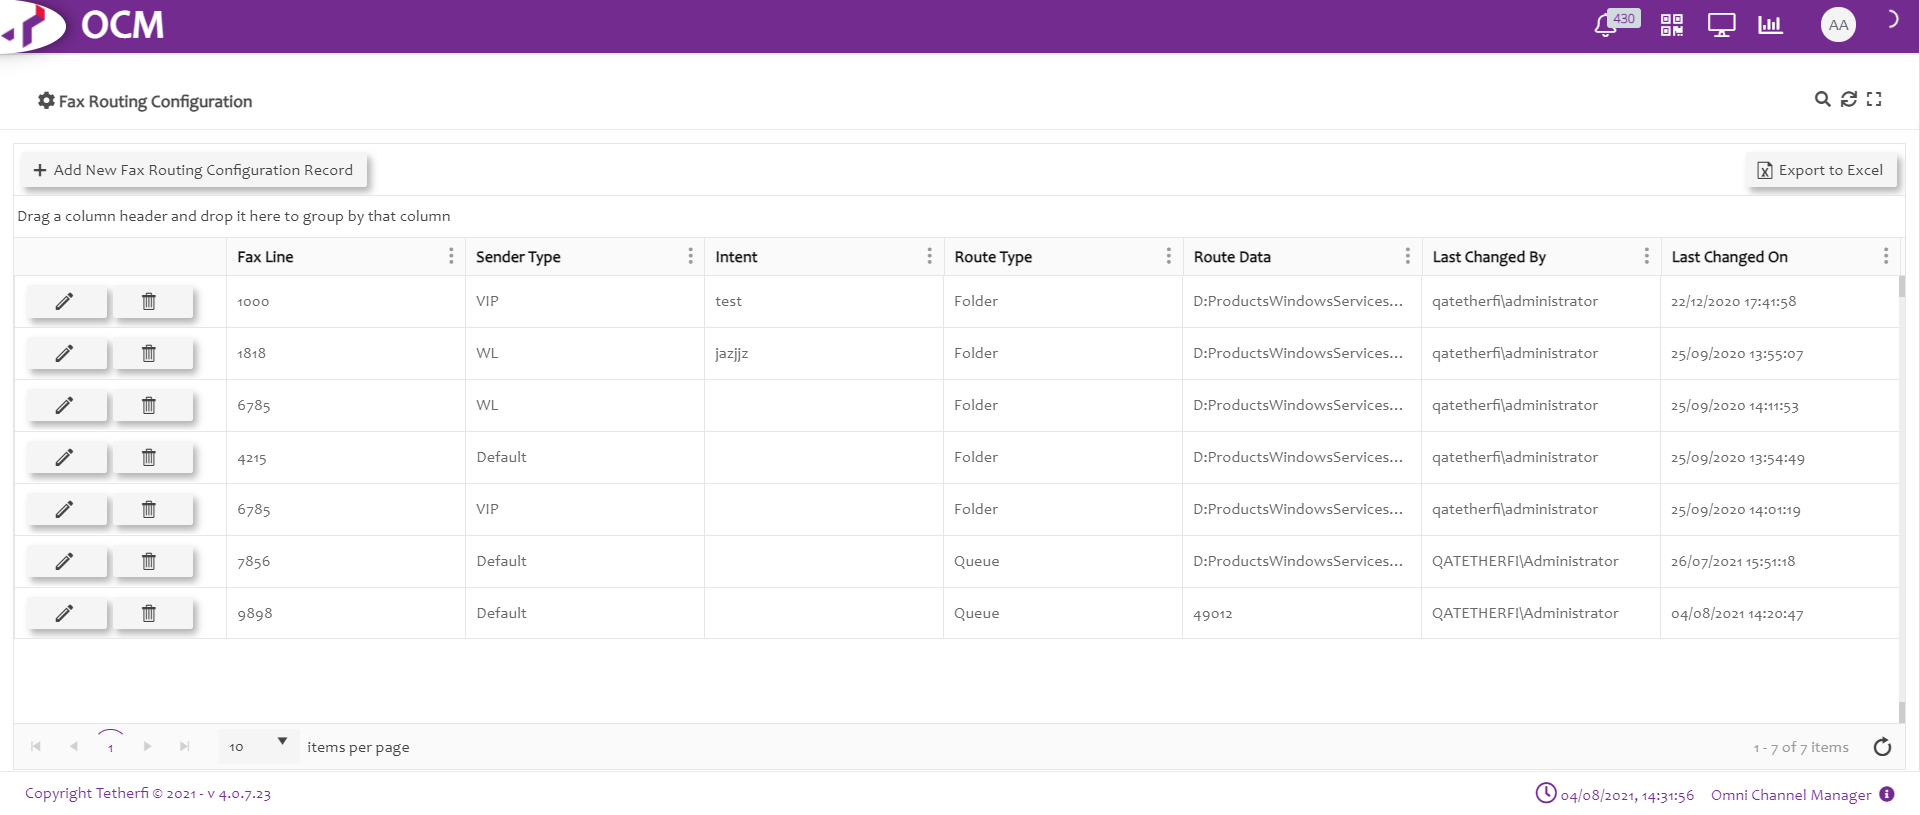 OCM
430
AA
Fax Routing Configuration
+ Add New Fax Routing Configuration Record
Export to Excel
Drag a column header and drop it here to group by that column
Fax Line Sender Type Intent Route Type Route Data Last Changed By Last Changed On
1000 VIP test Folder D:ProductsWindowsServices... qatetherfi\administrator 22/12/2020 17:41:58
1818 WL jazjjz Folder D:ProductsWindowsServices... qatetherfi\administrator 25/09/2020 13:55:07
6785 WL Folder D:ProductsWindowsServices... qatetherfi\administrator 25/09/2020 14:11:53
4215 Default Folder D:ProductsWindowsServices... qatetherfi\administrator 25/09/2020 13:54:49
6785 VIP Folder D:ProductsWindowsServices... qatetherfi\administrator 25/09/2020 14:01:19
7856 Default Queue D:ProductsWindowsServices... QATETHERFI\Administrator 26/07/2021 15:51:18
9898 Default Queue 49012 QATETHERFI\Administrator 04/08/2021 14:20:47
1 10 items per page 1 - 7 of 7 items
Copyright Tetherfi © 2021 - v 4.0.7.23 04/08/2021, 14:31:56 Omni Channel Manager